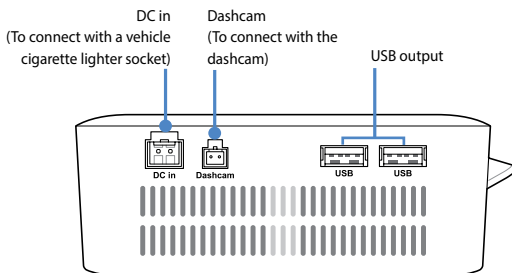 DC in
(To connect with a vehicle
cigarette lighter socket)
Dashcam
(To connect with the
dashcam)
USB output
DC in
Dashcam
USB
USB